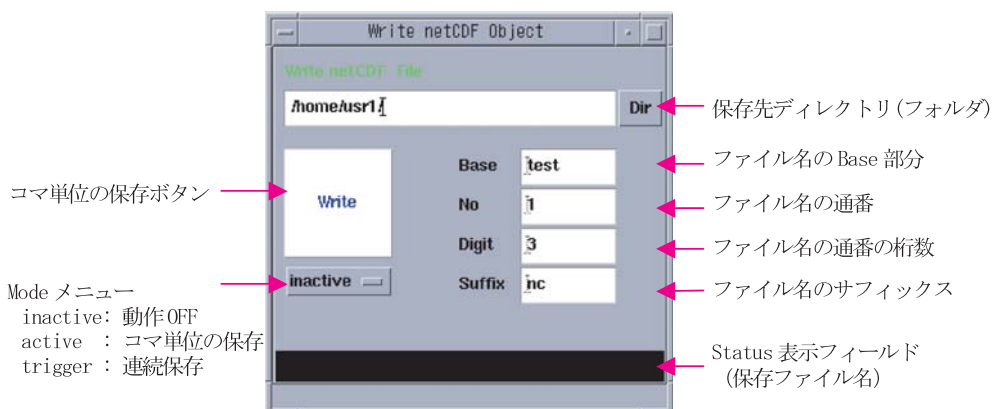 Write netCDF Object
Write netCDF File
/home/usr1/
Dir
保存先ディレクトリ(フォルダ)
Base
test
ファイル名の Base 部分
コマ単位の保存ボタン
Write
No
1
ファイル名の通番
Digit
3
ファイル名の通番の桁数
inactive
Suffix
nc
ファイル名のサフィックス
Mode メニュー
inactive: 動作OFF
active : コマ単位の保存
trigger : 連続保存
Status 表示フィールド
(保存ファイル名)